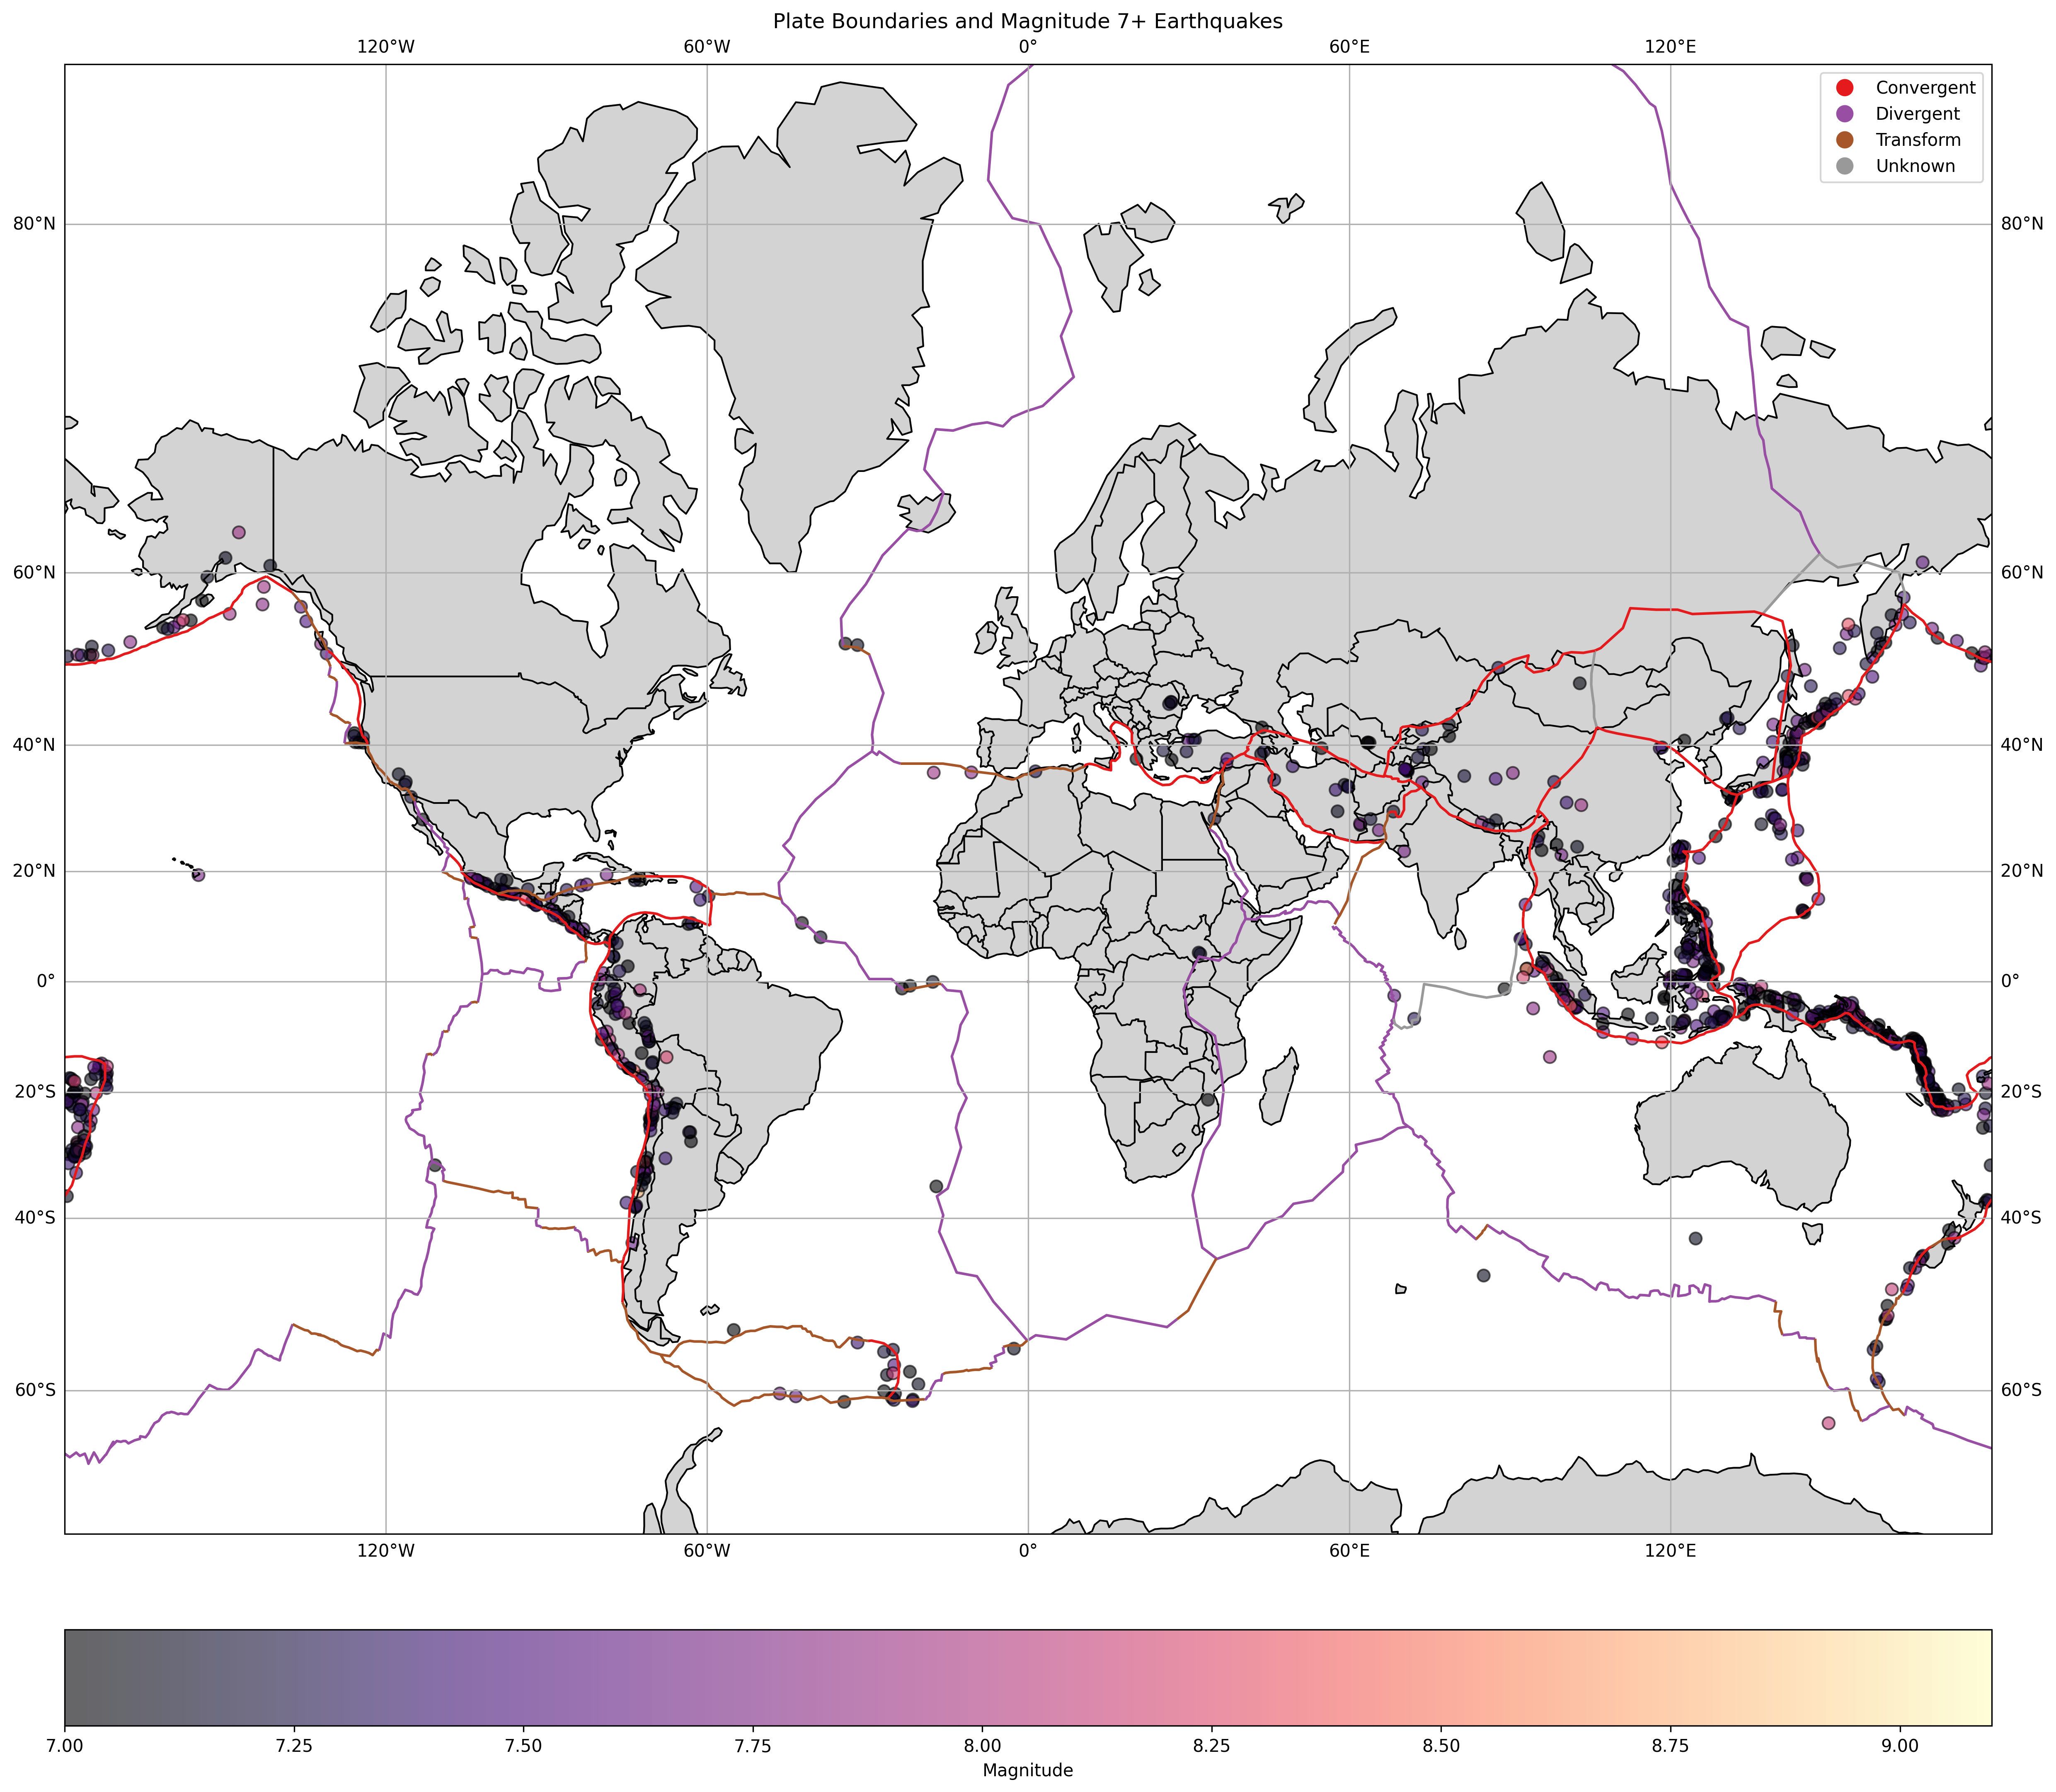 Plate Boundaries and Magnitude 7+ Earthquakes
120°W 60°W 0° 60°E 120°E
Convergent
Divergent
Transform
Unknown
80°N 80°N
60°N 60°N
40°N 40°N
20°N 20°N
0° 0°
20°S 20°S
40°S 40°S
60°S 60°S
120°W 60°W 0° 60°E 120°E
7.00 7.25 7.50 7.75 8.00 8.25 8.50 8.75 9.00
Magnitude